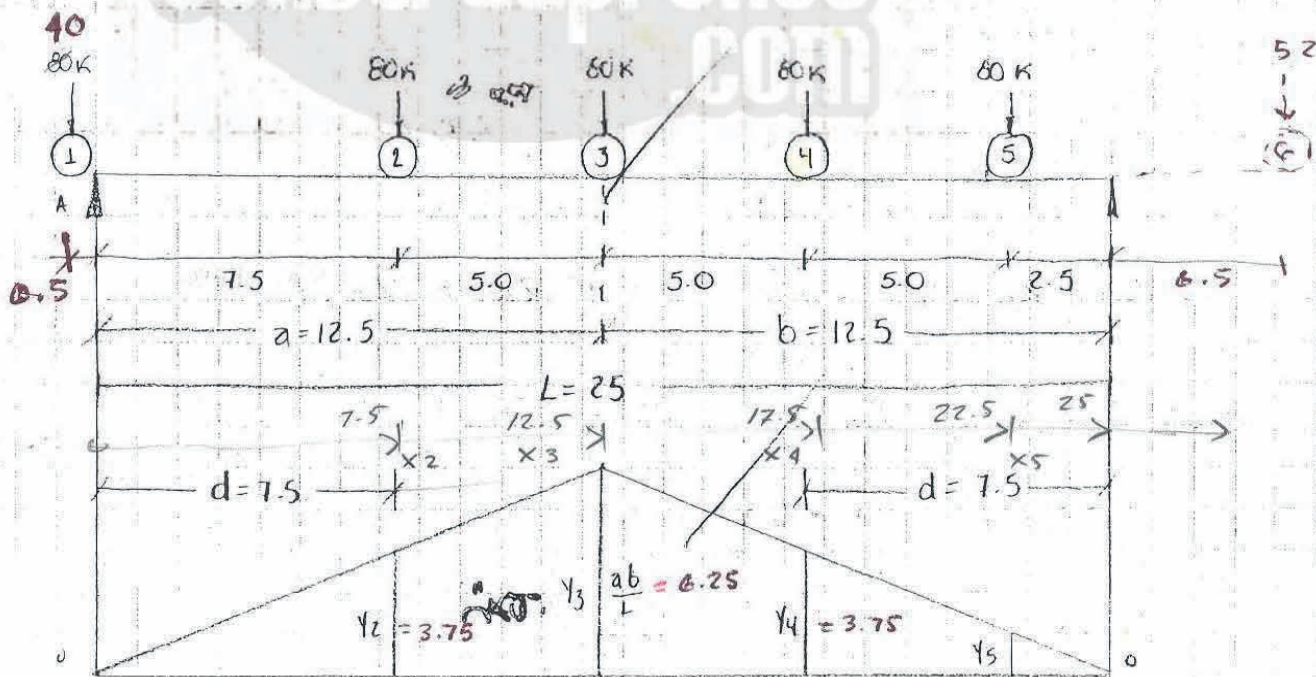 .com
40
80K 80K 80K 80K 80K 52
1 2 3 4 5
A
0.5 7.5 5.0 1 5.0 5.0 2.5 6.5
a = 12.5 b = 12.5
L = 25
7.5 12.5 17.5 22.5 25
x2 x3 x4 x5
d = 7.5 d = 7.5
Y2 = 3.75 Y3 ab/L = 6.25 Y4 = 3.75 Y5 0